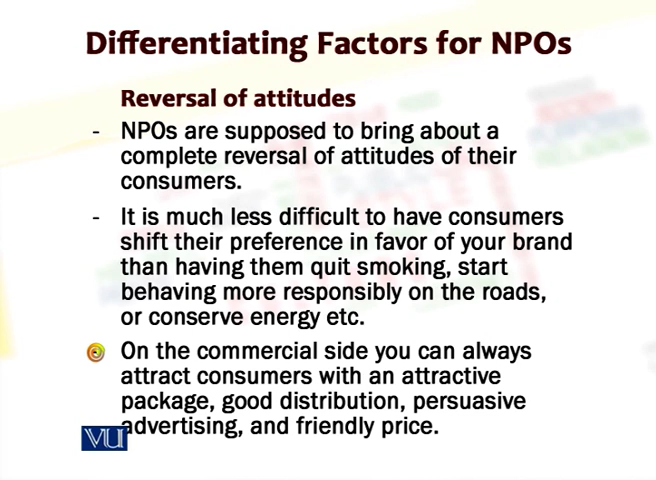 Differentiating Factors for NPOs
Reversal of attitudes
- NPOs are supposed to bring about a
complete reversal of attitudes of their
consumers.
- It is much less difficult to have consumers
shift their preference in favor of your brand
than having them quit smoking, start
behaving more responsibly on the roads,
or conserve energy etc.
On the commercial side you can always
attract consumers with an attractive
package, good distribution, persuasive
advertising, and friendly price.
VU